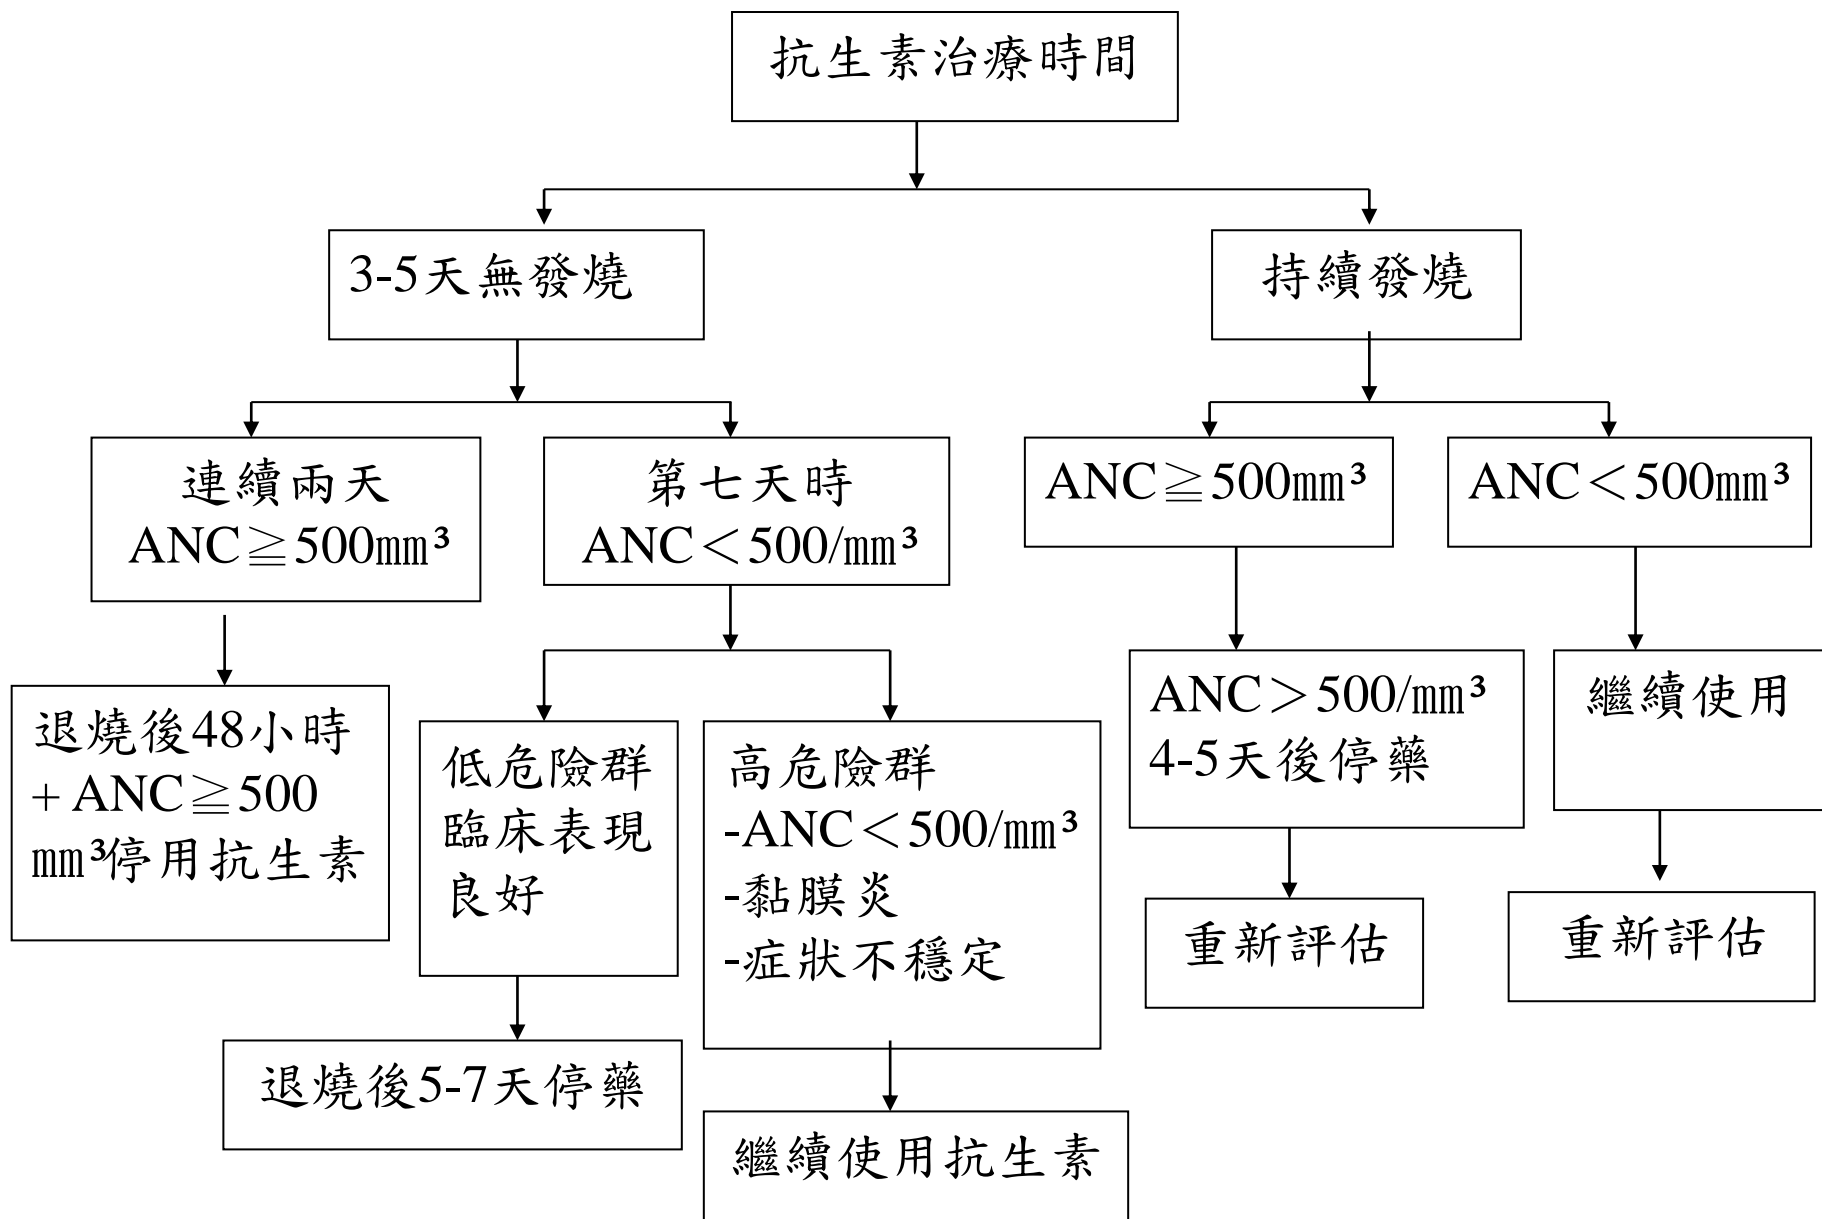 抗生素治療時間
3-5天無發燒
持續發燒
連續兩天
ANC≧500㎜³
第七天時
ANC＜500/㎜³
ANC≧500㎜³
ANC＜500㎜³
退燒後48小時
+ ANC≧500
㎜³停用抗生素
低危險群
臨床表現
良好
高危險群
-ANC＜500/㎜³
-黏膜炎
-症狀不穩定
ANC＞500/㎜³
4-5天後停藥
繼續使用
重新評估
重新評估
退燒後5-7天停藥
繼續使用抗生素